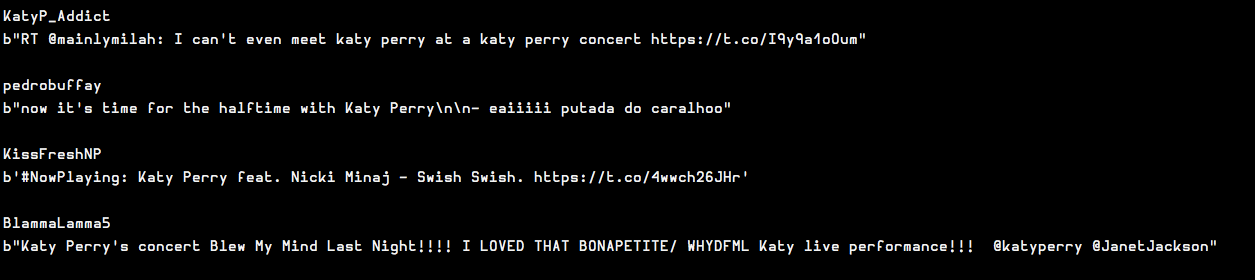 KatyP_Addict
b"RT @mainlymilah: I can't even meet katy perry at a katy perry concert https://t.co/I9y9a1oOum"
pedrobuffay
b"now it's time for the halftime with Katy Perry\n\n- eaiiiii putada do caralhoo"
KissFreshNP
b'#NowPlaying: Katy Perry feat. Nicki Minaj - Swish Swish. https://t.co/4wwch26JHr'
BlammaLamma5
b"Katy Perry's concert Blew My Mind Last Night!!!! I LOVED THAT BONAPETITE/ WHYDFML Katy live performance!!!  @katyperry @JanetJackson"